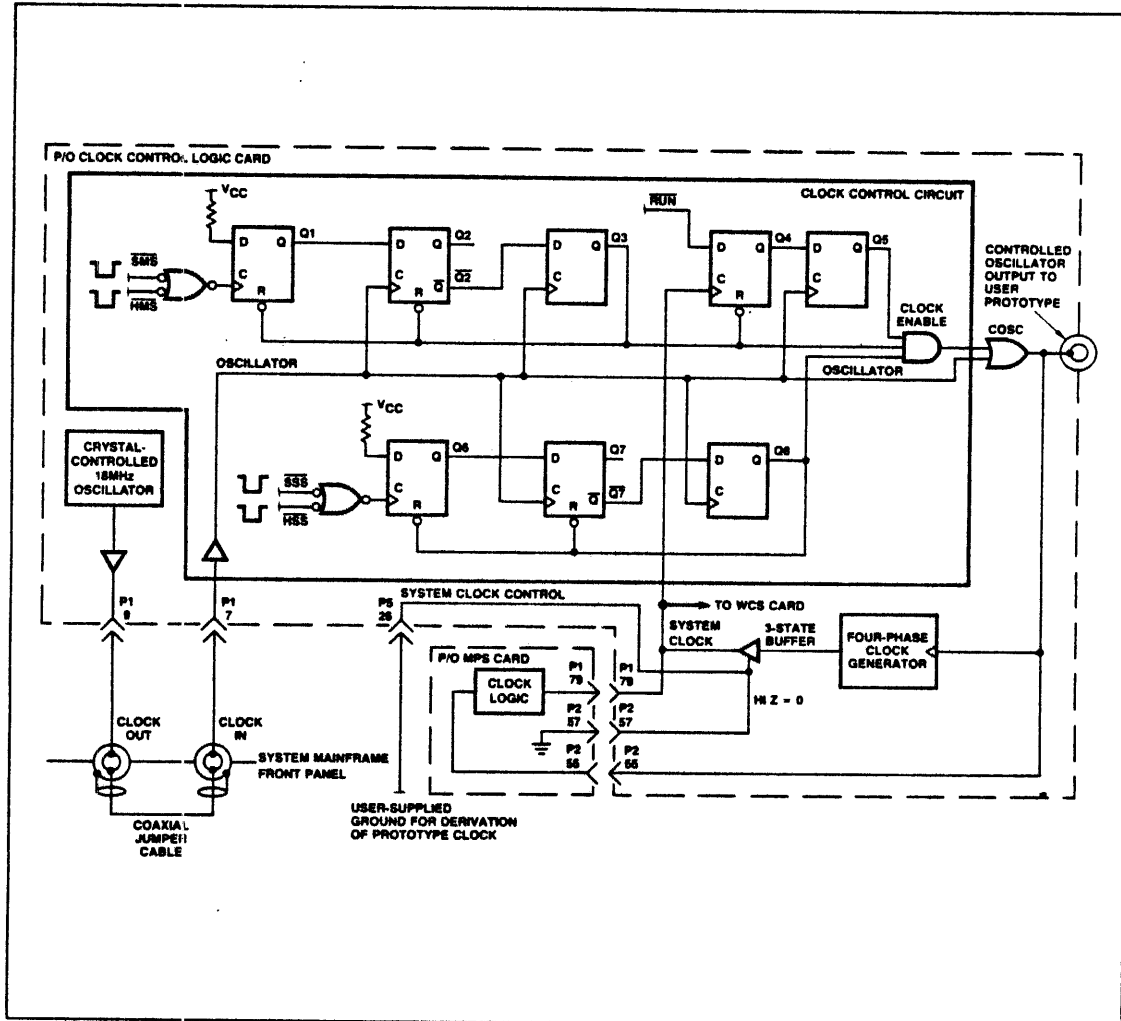 P/O CLOCK CONTROL LOGIC CARD
CLOCK CONTROL CIRCUIT
VCC
D Q Q1
C
R
SMS
HMS
D Q Q2
C
R Q Q2
D Q Q3
C
RUN
D Q Q4
C
R
D Q Q5
C
CLOCK
ENABLE
CONTROLLED
OSCILLATOR
OUTPUT TO
USER
PROTOTYPE
COSC
OSCILLATOR
OSCILLATOR
VCC
D Q Q6
C
R
SSS
HSS
D Q Q7
C
R Q Q7
D Q Q8
C
CRYSTAL-
CONTROLLED
18MHz
OSCILLATOR
P1
9
P1
7
P5
26
SYSTEM CLOCK CONTROL
TO WCS CARD
SYSTEM
CLOCK
3-STATE
BUFFER
FOUR-PHASE
CLOCK
GENERATOR
HI Z = 0
P/O MPS CARD
CLOCK
LOGIC
P1
79
P1
79
P2
57
P2
57
P2
55
P2
55
CLOCK
OUT
CLOCK
IN
SYSTEM MAINFRAME
FRONT PANEL
COAXIAL
JUMPER
CABLE
USER-SUPPLIED
GROUND FOR DERIVATION
OF PROTOTYPE CLOCK